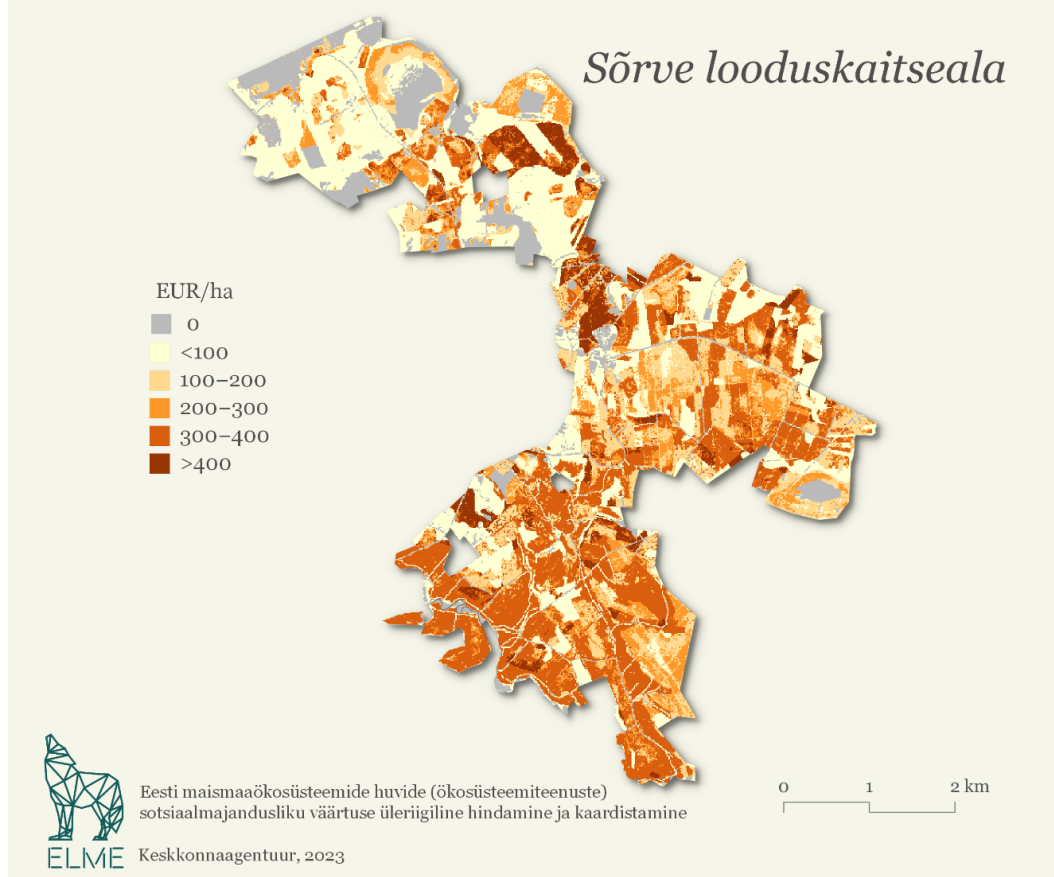 Sõrve looduskaitseala
EUR/ha
0
<100
100–200
200–300
300–400
>400
0 1 2 km
Eesti maismaaökosüsteemide huvide (ökosüsteemiteenuste)
sotsiaalmajandusliku väärtuse üleriigiline hindamine ja kaardistamine
ELME
Keskkonnaagentuur, 2023